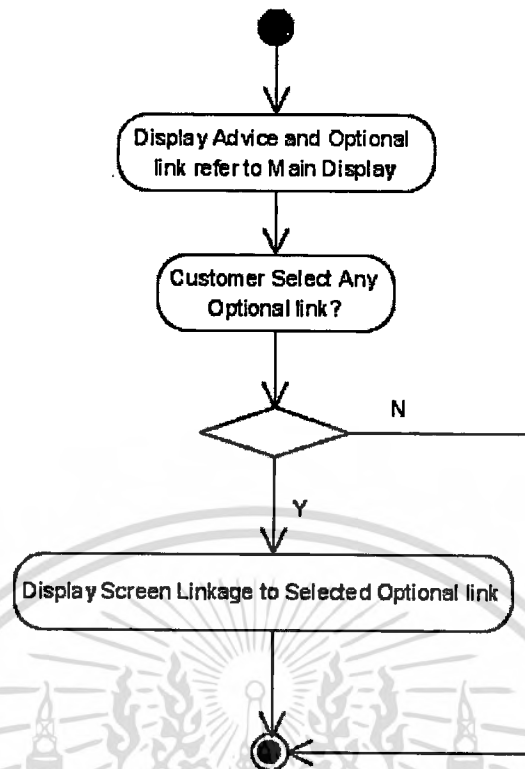 Display Advice and Optional
link refer to Main Display
Customer Select Any
Optional link?
N
Y
Display Screen Linkage to Selected Optional link